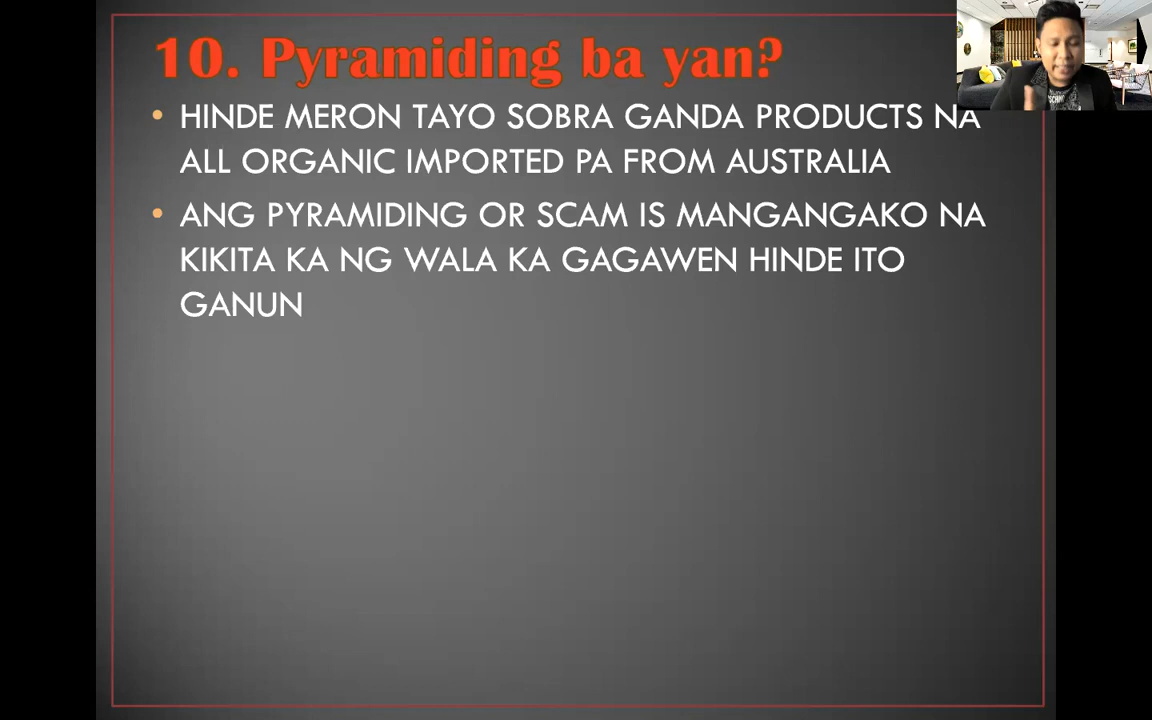 10. Pyramiding ba yan?
• HINDE MERON TAYO SOBRA GANDA PRODUCTS NA
ALL ORGANIC IMPORTED PA FROM AUSTRALIA
• ANG PYRAMIDING OR SCAM IS MANGANGAKO NA
KIKITA KA NG WALA KA GAGAWEN HINDE ITO
GANUN